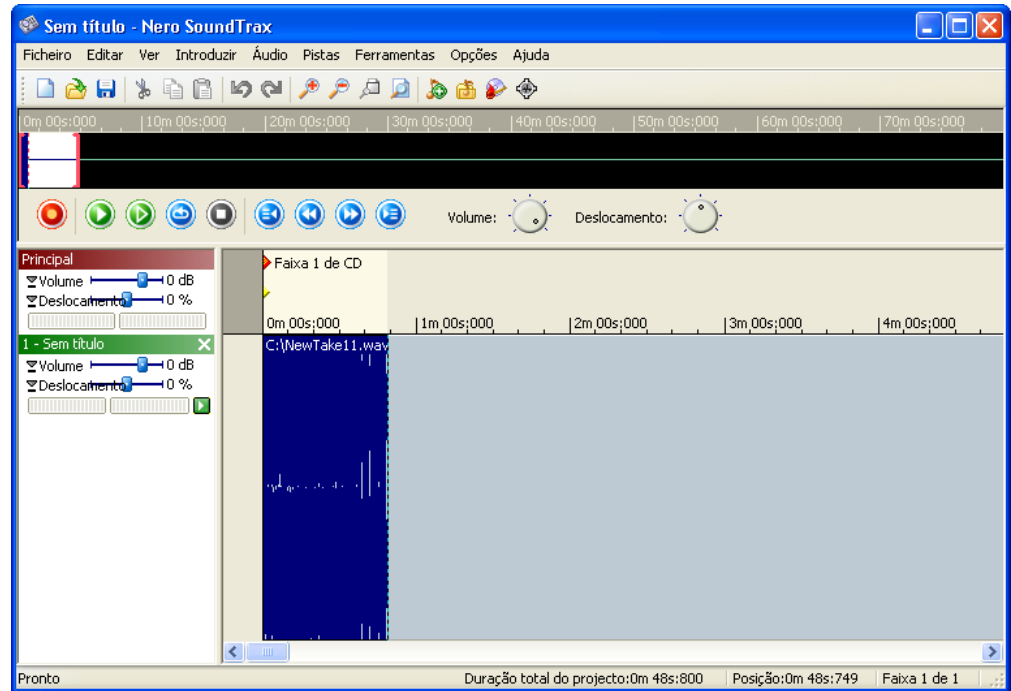 Sem título - Nero SoundTrax
Ficheiro Editar Ver Introduzir Áudio Pistas Ferramentas Opções Ajuda
0m 00s:000 10m 00s:000 20m 00s:000 30m 00s:000 40m 00s:000 50m 00s:000 60m 00s:000 70m 00s:000
Volume: Deslocamento:
Principal
Volume 0 dB
Deslocamento 0 %
Faixa 1 de CD
0m 00s:000 1m 00s:000 2m 00s:000 3m 00s:000 4m 00s:000
1 - Sem título
Volume 0 dB
Deslocamento 0 %
C:\NewTake11.wav
Pronto Duração total do projecto:0m 48s:800 Posição:0m 48s:749 Faixa 1 de 1